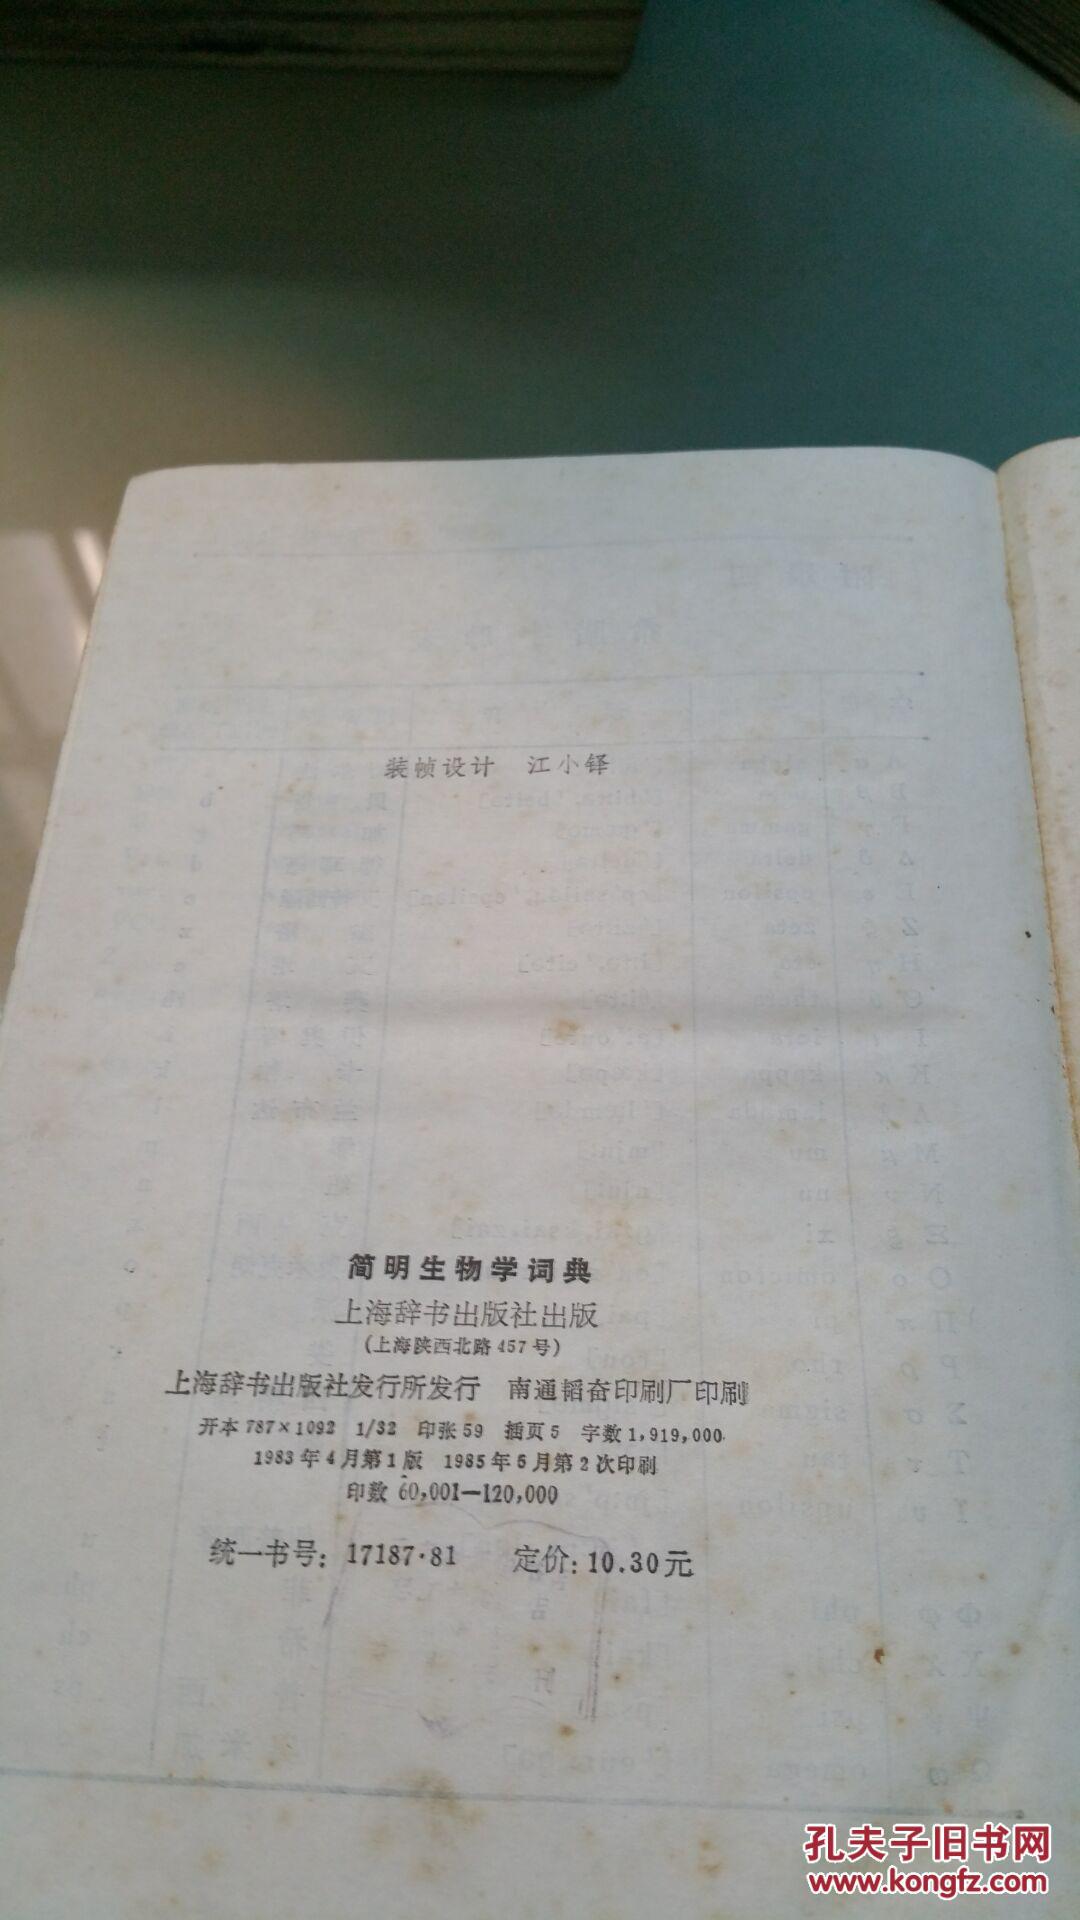 装帧设计 江小铎
简明生物学词典
上海辞书出版社出版
(上海陕西北路 457 号)
上海辞书出版社发行所发行 南通韬奋印刷厂印刷
开本 787×1092 1/32 印张 59 插页 5 字数 1,919,000
1983 年 4 月第 1 版 1985 年 5 月第 2 次印刷
印数 60,001—120,000
统一书号: 17187·81 定价: 10.30 元
孔夫子旧书网
www.kongfz.com